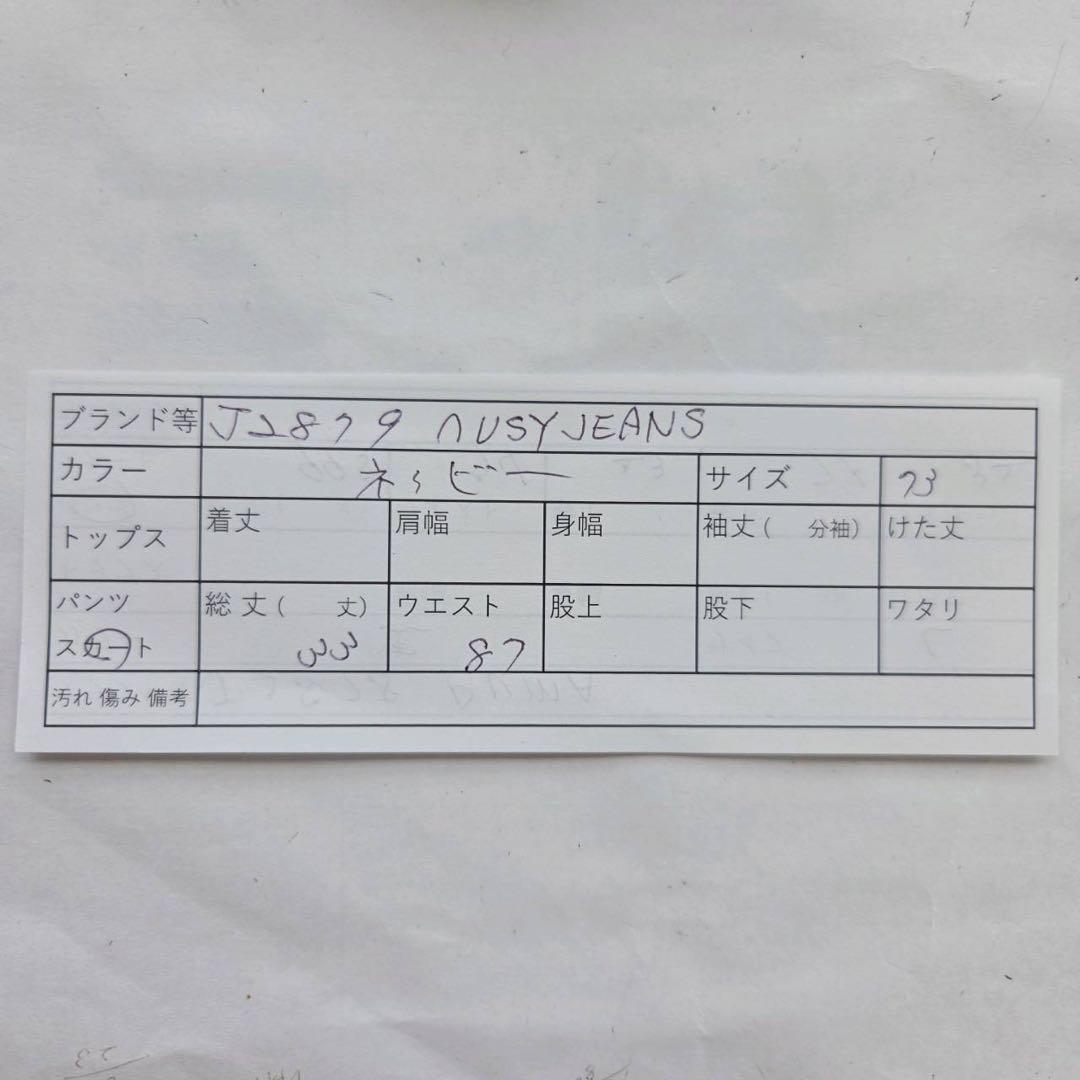 ブランド等 J2879 nUSYJEANS
カラー ネイビー サイズ 73
トップス 着丈 肩幅 身幅 袖丈( 分袖) けた丈
パンツ 総丈( 丈) ウエスト 股上 股下 ワタリ
スカート 33 87
汚れ 傷み 備考